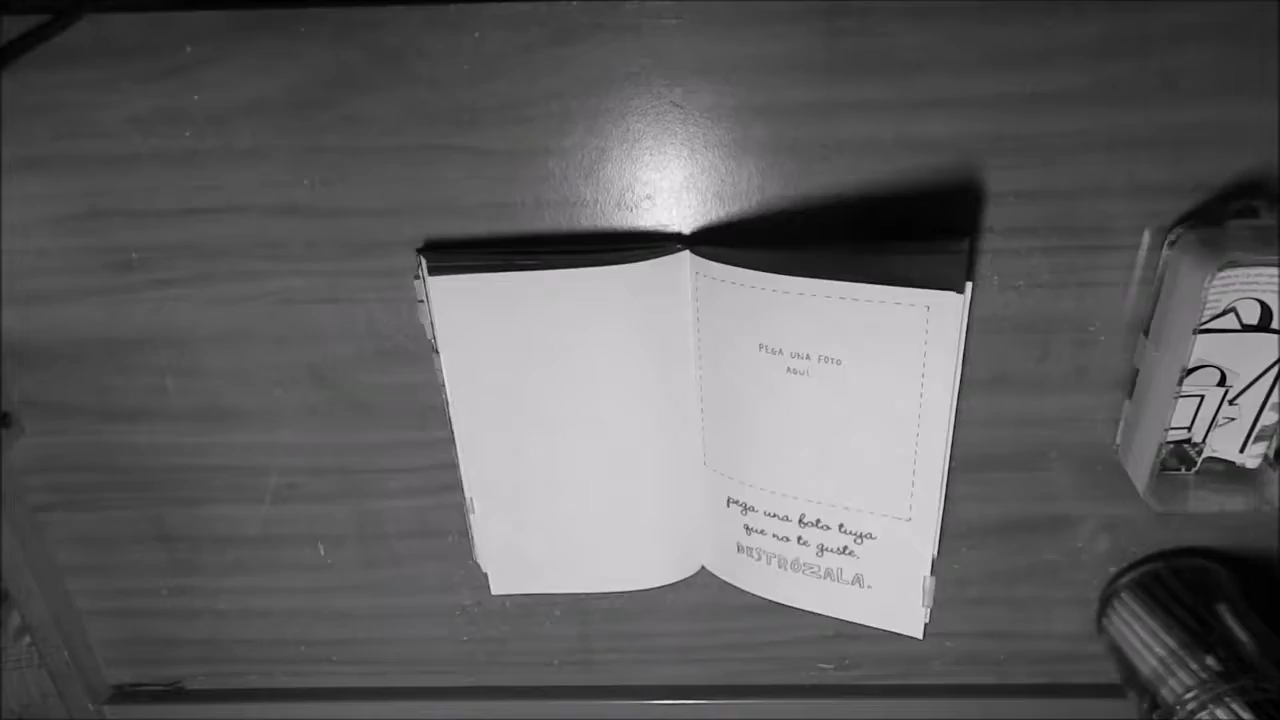 PEGA UNA FOTO
AQUÍ
pega una foto tuya
que no te guste.
DESTRÓZALA.